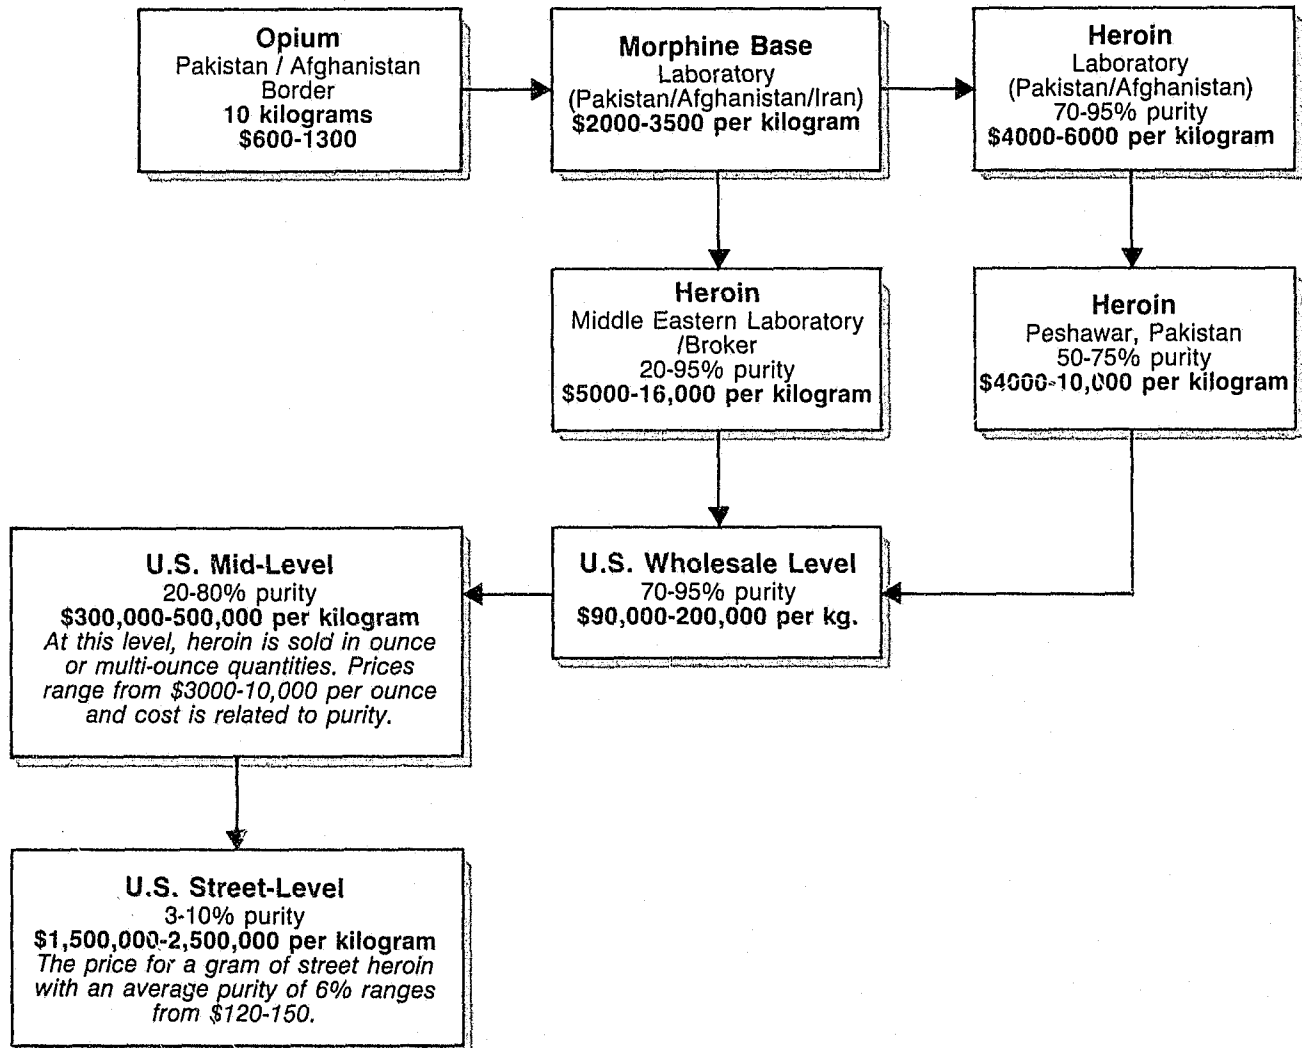 Opium
Pakistan / Afghanistan
Border
10 kilograms
$600-1300
Morphine Base
Laboratory
(Pakistan/Afghanistan/Iran)
$2000-3500 per kilogram
Heroin
Laboratory
(Pakistan/Afghanistan)
70-95% purity
$4000-6000 per kilogram
Heroin
Middle Eastern Laboratory
/Broker
20-95% purity
$5000-16,000 per kilogram
Heroin
Peshawar, Pakistan
50-75% purity
$4000-10,000 per kilogram
U.S. Wholesale Level
70-95% purity
$90,000-200,000 per kg.
U.S. Mid-Level
20-80% purity
$300,000-500,000 per kilogram
At this level, heroin is sold in ounce
or multi-ounce quantities. Prices
range from $3000-10,000 per ounce
and cost is related to purity.
U.S. Street-Level
3-10% purity
$1,500,000-2,500,000 per kilogram
The price for a gram of street heroin
with an average purity of 6% ranges
from $120-150.